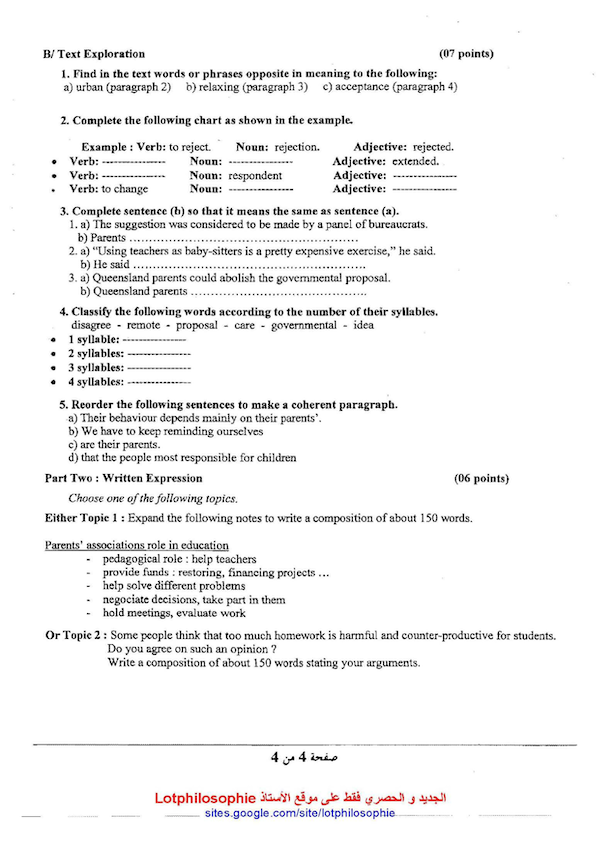 B/ Text Exploration (07 points)
1. Find in the text words or phrases opposite in meaning to the following:
a) urban (paragraph 2) b) relaxing (paragraph 3) c) acceptance (paragraph 4)
2. Complete the following chart as shown in the example.
Example : Verb: to reject. Noun: rejection. Adjective: rejected.
• Verb: ---------------- Noun: ---------------- Adjective: extended.
• Verb: ---------------- Noun: respondent Adjective: ----------------
• Verb: to change Noun: ---------------- Adjective: ----------------
3. Complete sentence (b) so that it means the same as sentence (a).
1. a) The suggestion was considered to be made by a panel of bureaucrats.
b) Parents ……………………………………………………
2. a) “Using teachers as baby-sitters is a pretty expensive exercise,” he said.
b) He said ……………………………………………………
3. a) Queensland parents could abolish the governmental proposal.
b) Queensland parents ………………………………………
4. Classify the following words according to the number of their syllables.
disagree - remote - proposal - care - governmental - idea
• 1 syllable: ----------------
• 2 syllables: ----------------
• 3 syllables: ----------------
• 4 syllables: ----------------
5. Reorder the following sentences to make a coherent paragraph.
a) Their behaviour depends mainly on their parents’.
b) We have to keep reminding ourselves
c) are their parents.
d) that the people most responsible for children
Part Two : Written Expression (06 points)
Choose one of the following topics.
Either Topic 1 : Expand the following notes to write a composition of about 150 words.
Parents’ associations role in education
- pedagogical role : help teachers
- provide funds : restoring, financing projects …
- help solve different problems
- negociate decisions, take part in them
- hold meetings, evaluate work
Or Topic 2 : Some people think that too much homework is harmful and counter-productive for students.
Do you agree on such an opinion ?
Write a composition of about 150 words stating your arguments.
صفحة 4 من 4
الجديد و الحصري فقط على موقع الأستاذ Lotphilosophie
sites.google.com/site/lotphilosophie